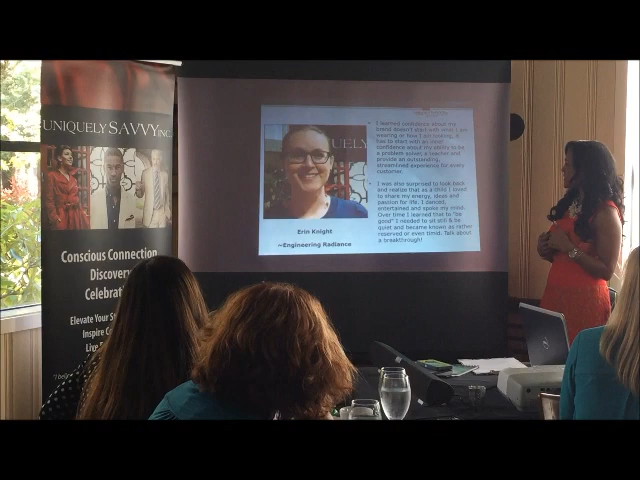 UNIQUELY SAVVY INC
Conscious Connection
Discovery
Celebration
Elevate Your
Inspire
Live
UELY
Erin Knight
~Engineering Radiance
• I learned confidence about my
brand doesn't start with what I am
wearing or how I am looking, it
has to start with an inner
confidence about my ability to be
a problem solver, a teacher and
provide an outstanding,
streamlined experience for every
customer.
• I was also surprised to look back
and realize that as a child I loved
to share my energy, ideas and
passion for life. I danced,
entertained and spoke my mind.
Over time I learned that to "be
good" I needed to sit still & be
quiet and became known as rather
reserved or even timid. Talk about
a breakthrough!